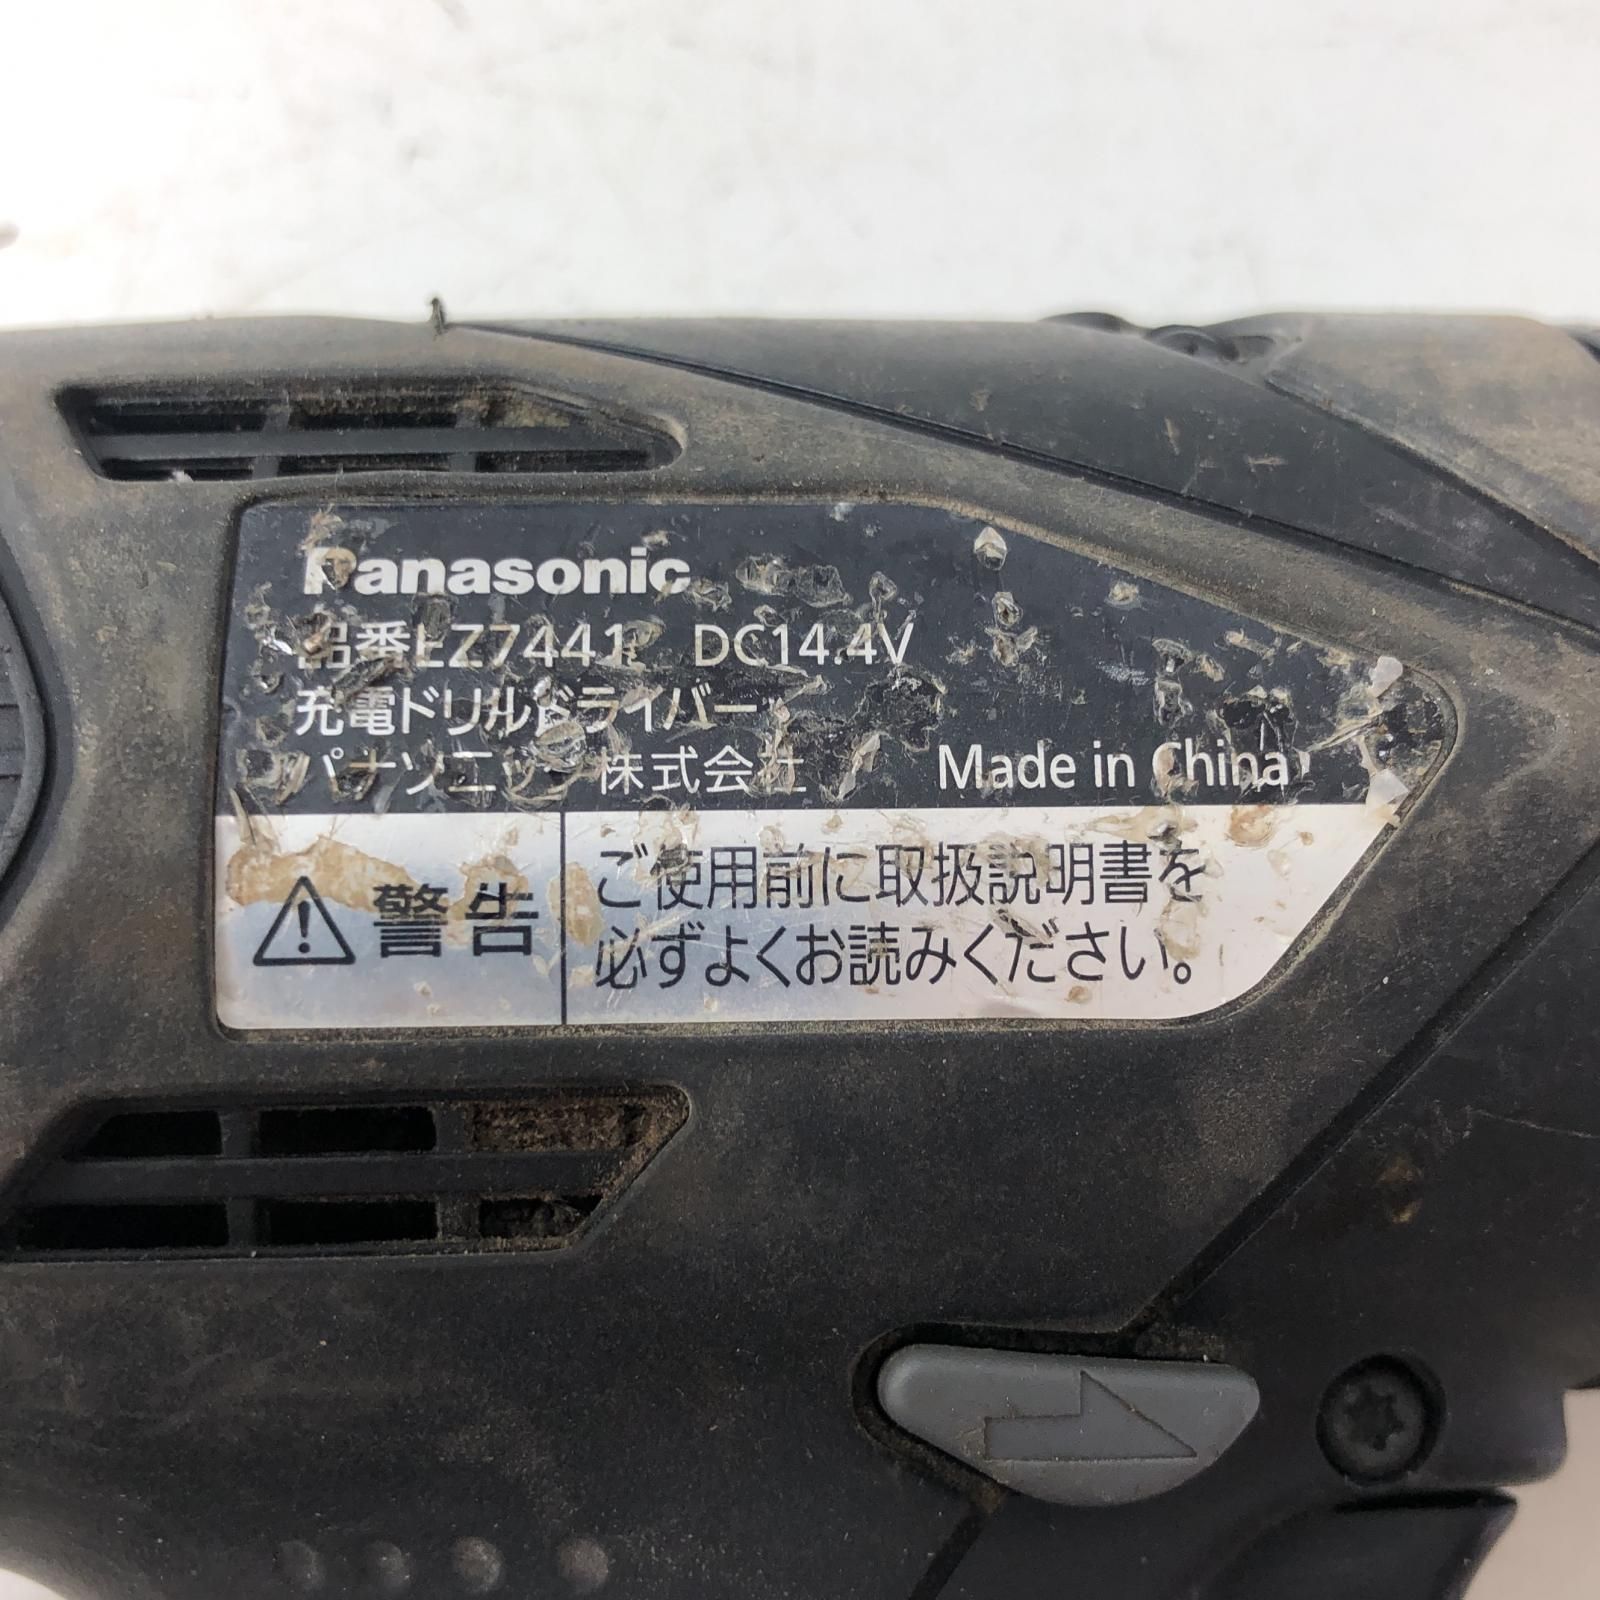 Panasonic
品番EZ7441 DC14.4V
充電ドリルドライバー
パナソニック株式会社 Made in China
警告
ご使用前に取扱説明書を
必ずよくお読みください。